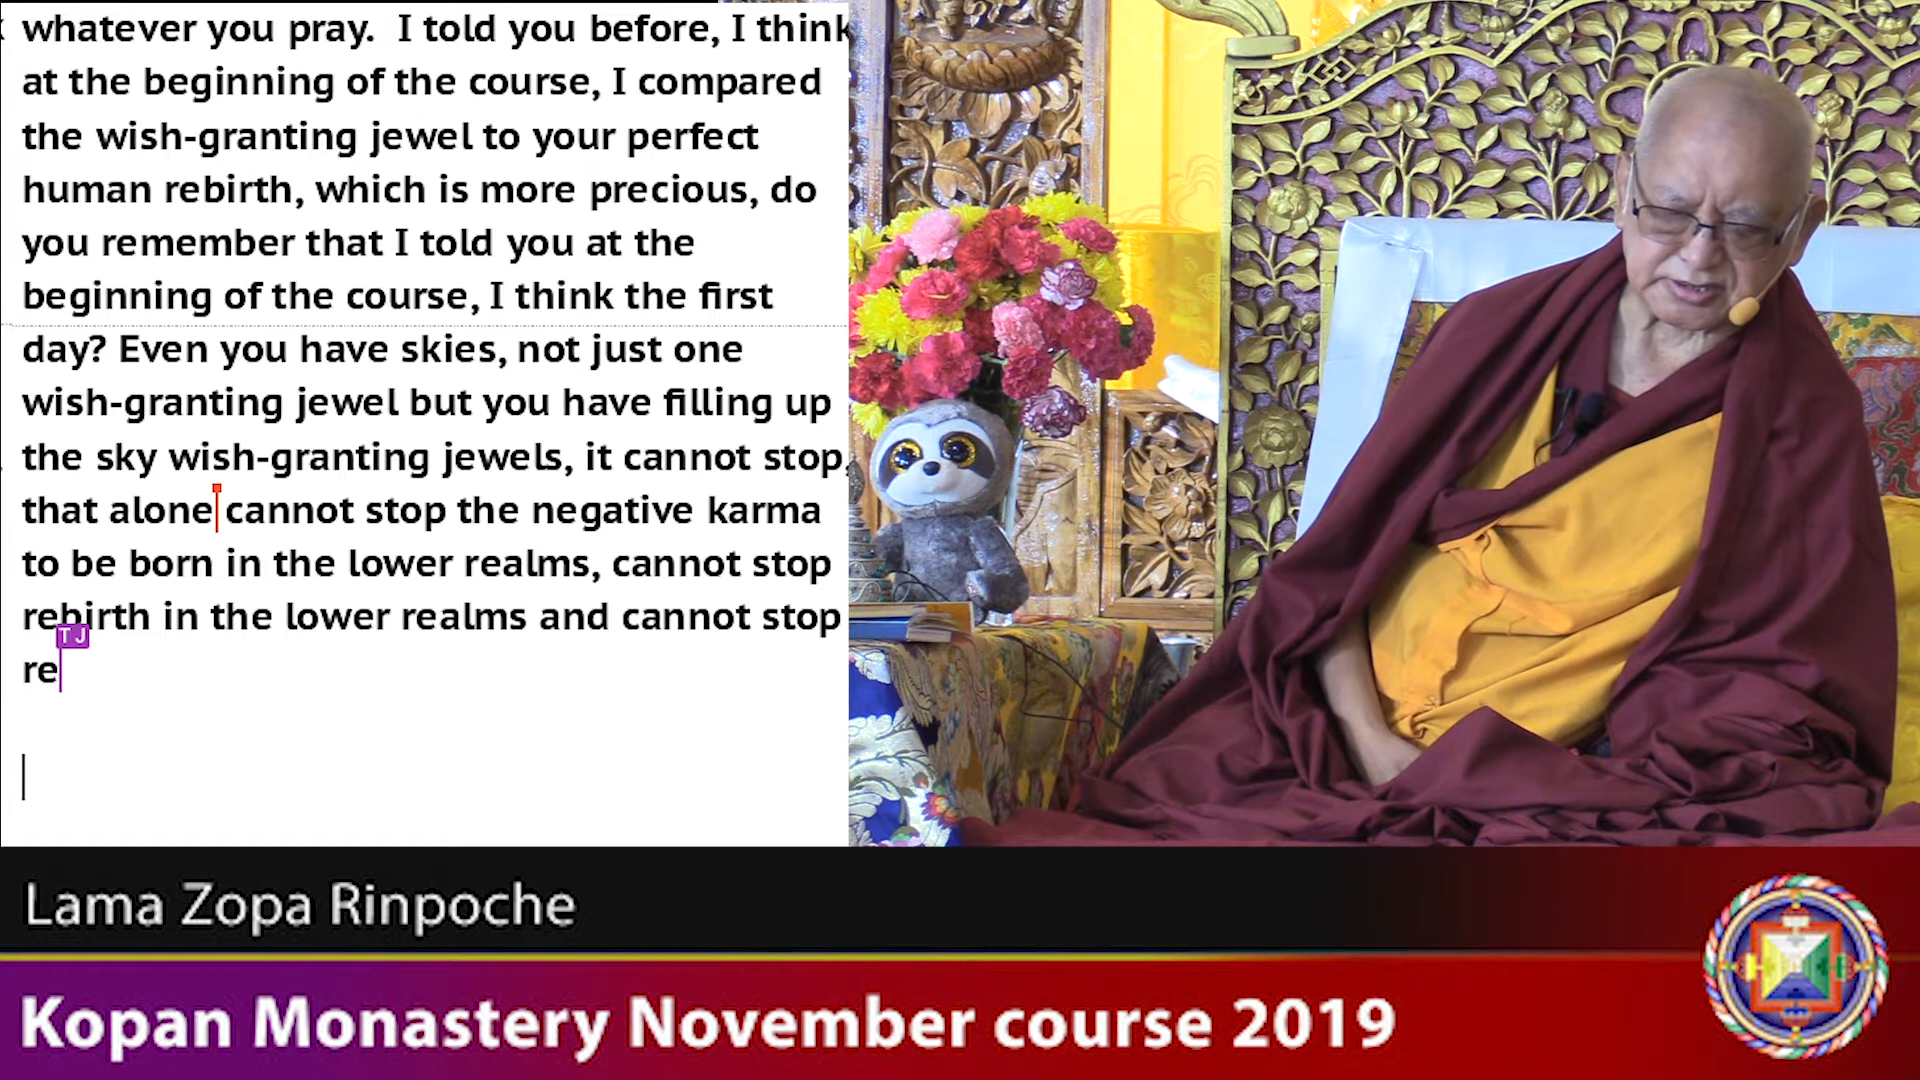 whatever you pray.  I told you before, I think
at the beginning of the course, I compared
the wish-granting jewel to your perfect
human rebirth, which is more precious, do
you remember that I told you at the
beginning of the course, I think the first
day? Even you have skies, not just one
wish-granting jewel but you have filling up
the sky wish-granting jewels, it cannot stop,
that alone cannot stop the negative karma
to be born in the lower realms, cannot stop
rebirth in the lower realms and cannot stop
TJ
re
Lama Zopa Rinpoche
Kopan Monastery November course 2019